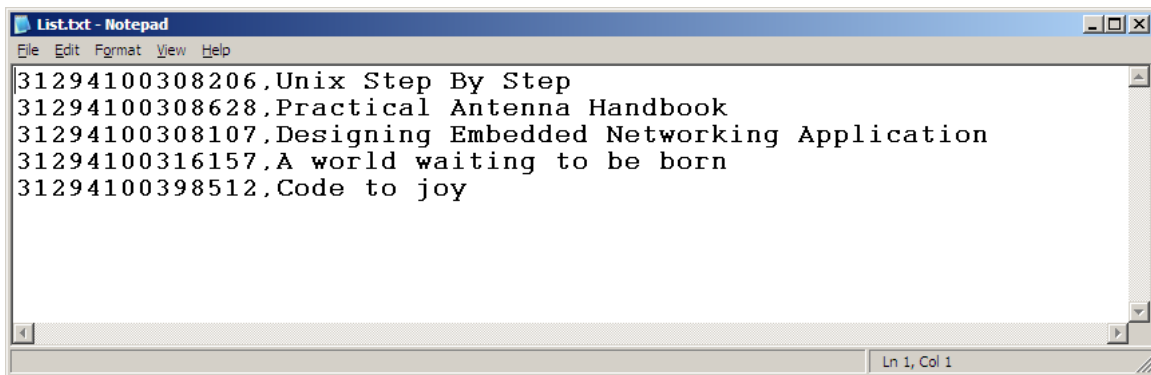 List.txt - Notepad
File Edit Format View Help
31294100308206,Unix Step By Step
31294100308628,Practical Antenna Handbook
31294100308107,Designing Embedded Networking Application
31294100316157,A world waiting to be born
31294100398512,Code to joy
Ln 1, Col 1